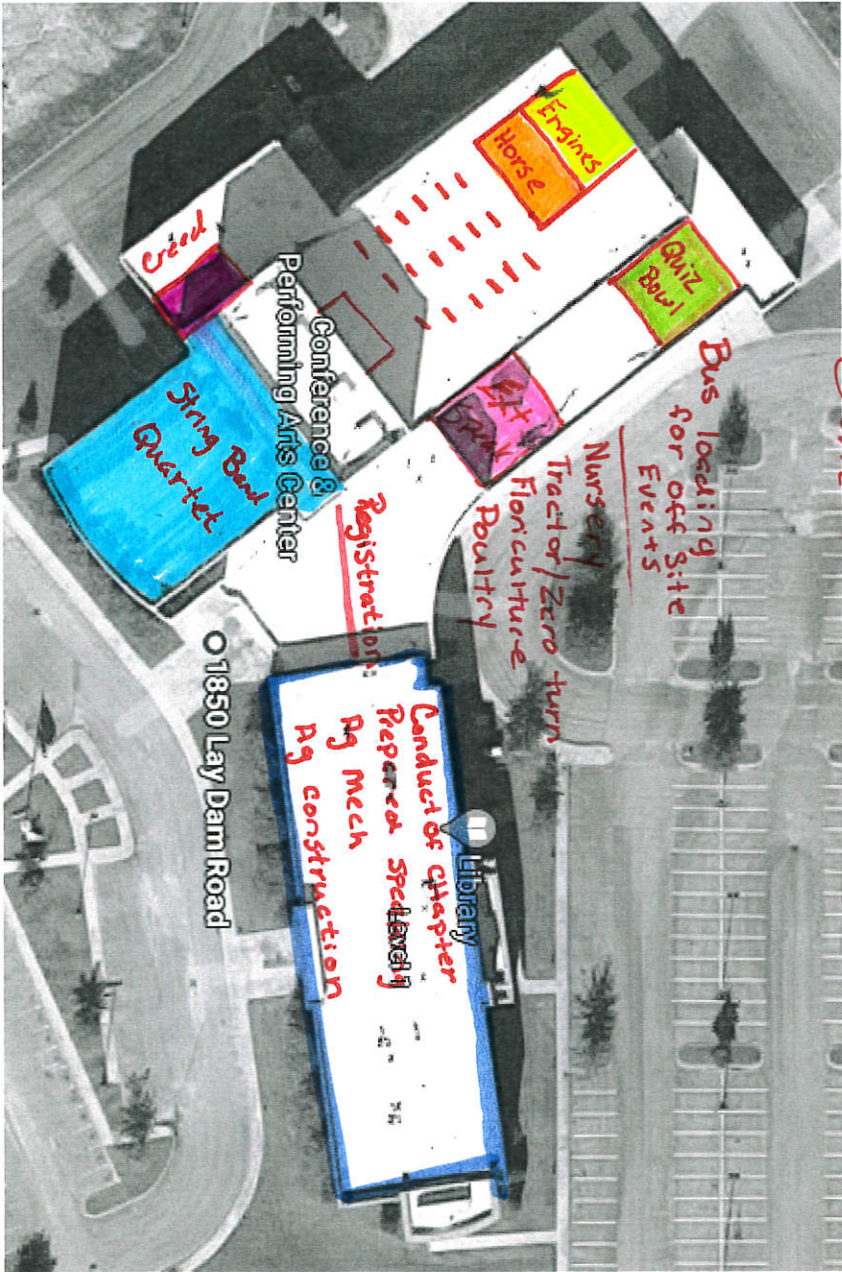 Engines
Horse
Quiz
Bowl
Creed
Conference &
Performing Arts Center
String Band
Quartet
Ext
Speak
Bus loading
for off Site
Events
Nursery
Tractor/Zero turn
Floriculture
Poultry
Registration
1850 Lay Dam Road
Library
Conduct of CHapter
Prepared Speaking
Level 1
Ag Mech
Ag construction